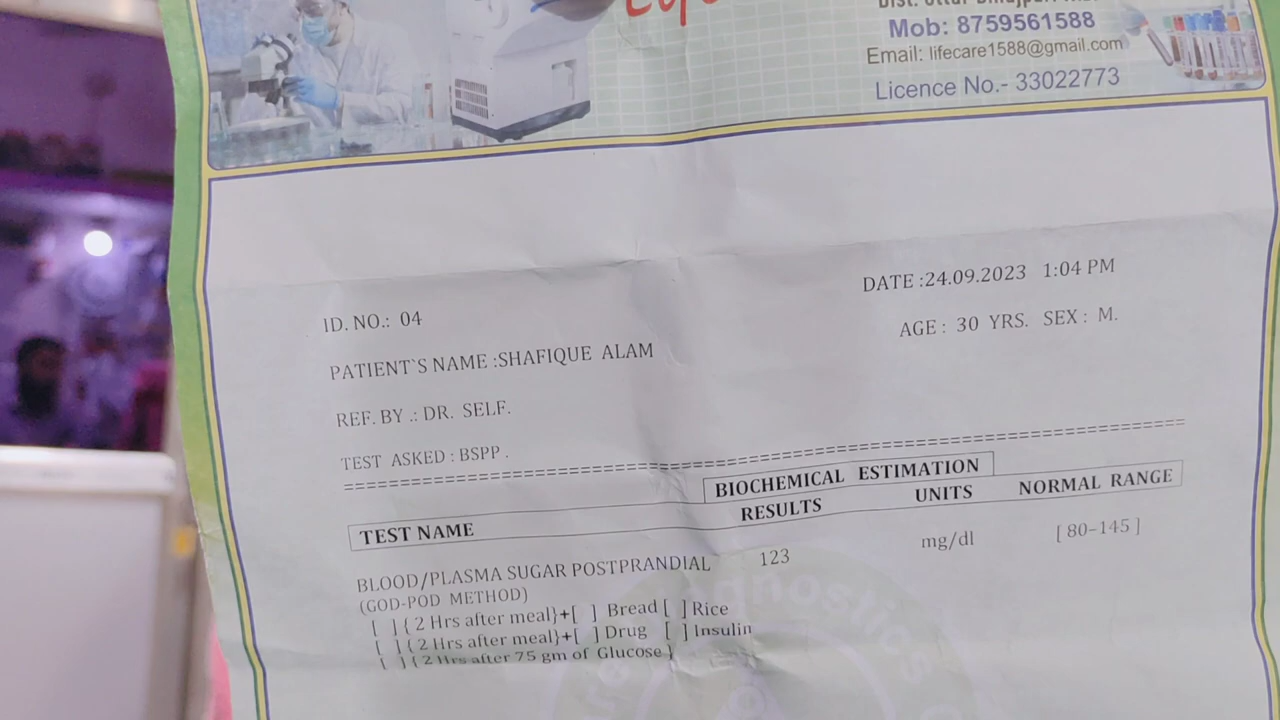 Mob: 8759561588
Email: lifecare1588@gmail.com
Licence No.- 33022773
DATE :24.09.2023 1:04 PM
ID. NO.: 04
AGE : 30 YRS. SEX : M.
PATIENT`S NAME :SHAFIQUE ALAM
REF. BY .: DR. SELF.
TEST ASKED : BSPP .
==========================================================================
BIOCHEMICAL ESTIMATION
TEST NAME RESULTS UNITS NORMAL RANGE
BLOOD/PLASMA SUGAR POSTPRANDIAL 123 mg/dl [ 80-145 ]
(GOD-POD METHOD)
[ ] { 2 Hrs after meal}+[ ] Bread [ ] Rice
[ ] { 2 Hrs after meal}+[ ] Drug [ ] Insulin
[ ] { 2 Hrs after 75 gm of Glucose }